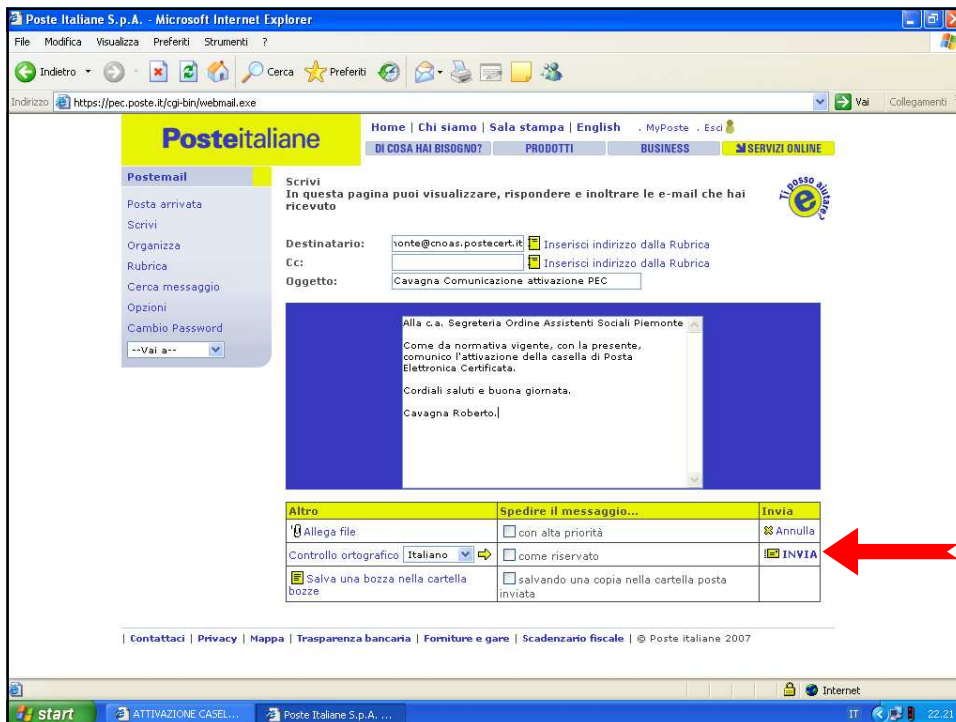 Poste Italiane S.p.A. - Microsoft Internet Explorer
File Modifica Visualizza Preferiti Strumenti ?
Indietro Cerca Preferiti
Indirizzo https://pec.poste.it/cgi-bin/webmail.exe Vai Collegamenti
Posteitaliane
Home | Chi siamo | Sala stampa | English . MyPoste . Esci
DI COSA HAI BISOGNO? PRODOTTI BUSINESS SERVIZI ONLINE
Postemail
Posta arrivata
Scrivi
Organizza
Rubrica
Cerca messaggio
Opzioni
Cambio Password
--Vai a--
Scrivi
In questa pagina puoi visualizzare, rispondere e inoltrare le e-mail che hai
ricevuto
Ti posso aiutare?
e
Destinatario: onte@cnoas.postecert.it Inserisci indirizzo dalla Rubrica
Cc: Inserisci indirizzo dalla Rubrica
Oggetto: Cavagna Comunicazione attivazione PEC
Alla c.a. Segreteria Ordine Assistenti Sociali Piemonte
Come da normativa vigente, con la presente,
comunico l'attivazione della casella di Posta
Elettronica Certificata.
Cordiali saluti e buona giornata.
Cavagna Roberto.
Altro Spedire il messaggio... Invia
Allega file con alta priorità Annulla
Controllo ortografico Italiano come riservato INVIA
Salva una bozza nella cartella
bozze
salvando una copia nella cartella posta
inviata
| Contattaci | Privacy | Mappa | Trasparenza bancaria | Forniture e gare | Scadenzario fiscale | © Poste italiane 2007
Internet
start ATTIVAZIONE CASEL... Poste Italiane S.p.A. ... IT 22.21